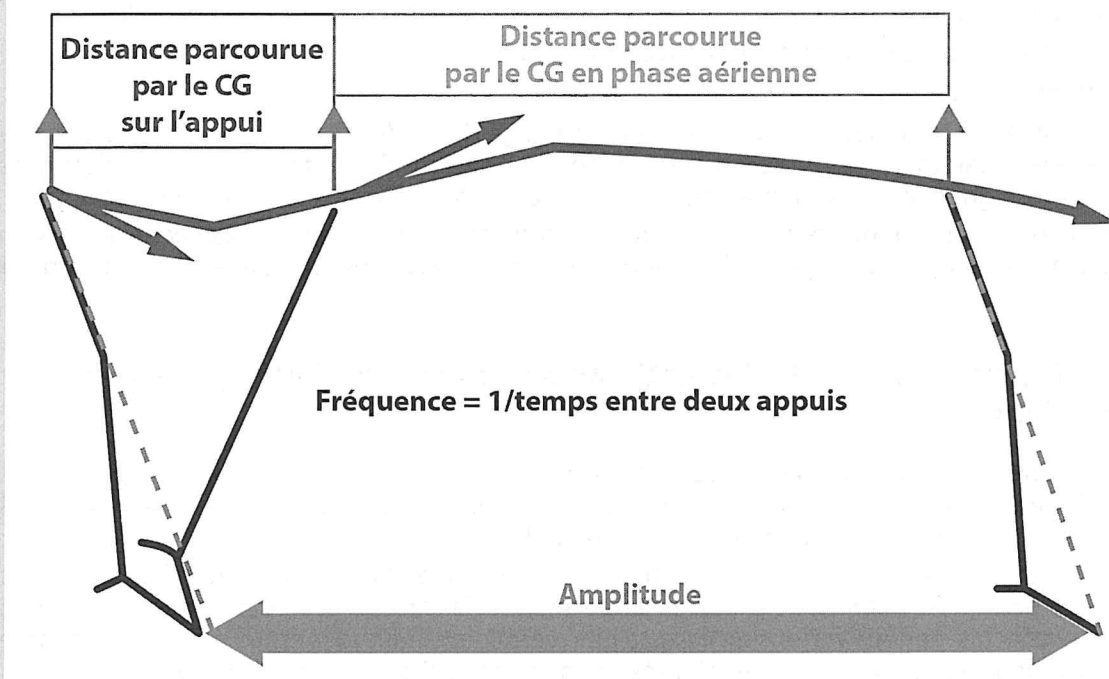 Distance parcourue
par le CG
sur l'appui
Distance parcourue
par le CG en phase aérienne
Fréquence = 1/temps entre deux appuis
Amplitude